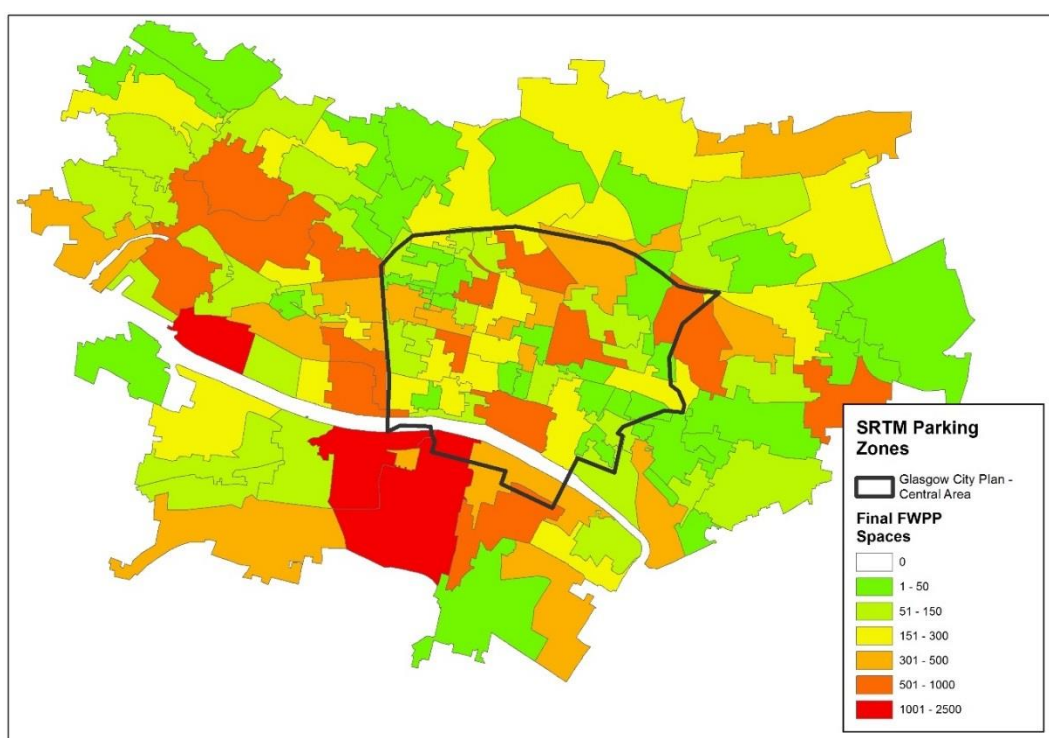 SRTM Parking
Zones
Glasgow City Plan -
Central Area
Final FWPP
Spaces
0
1 - 50
51 - 150
151 - 300
301 - 500
501 - 1000
1001 - 2500